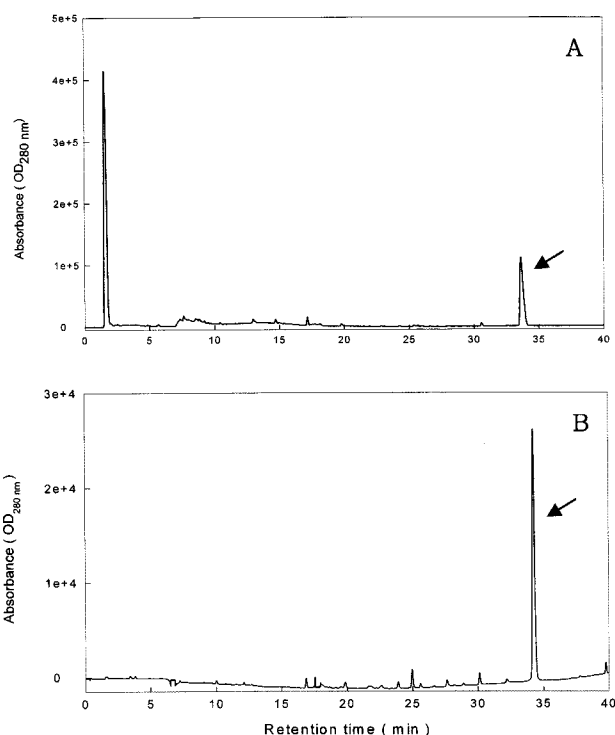 A
Absorbance ( OD280 nm)
5e+5
4e+5
3e+5
2e+5
1e+5
0
0 5 10 15 20 25 30 35 40
B
Absorbance ( OD280 nm)
3e+4
2e+4
1e+4
0
0 5 10 15 20 25 30 35 40
Retention time ( min )